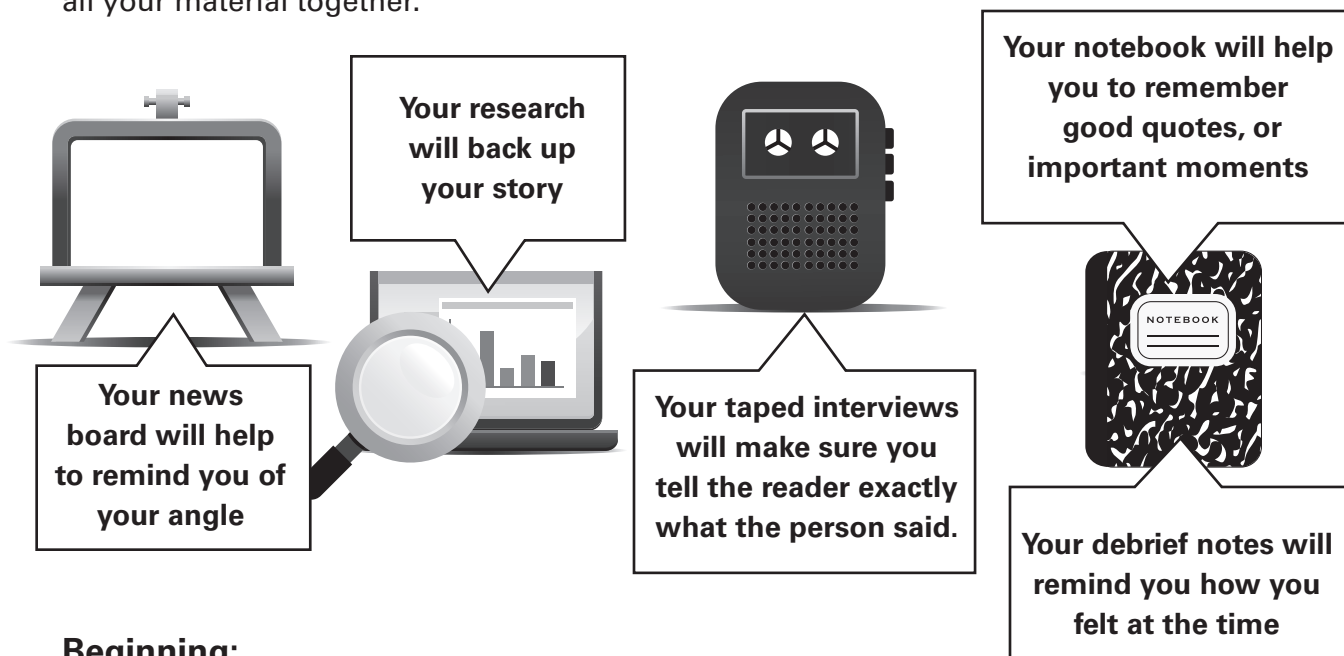 all your material together.
Your research
will back up
your story
Your notebook will help
you to remember
good quotes, or
important moments
NOTEBOOK
Your news
board will help
to remind you of
your angle
Your taped interviews
will make sure you
tell the reader exactly
what the person said.
Your debrief notes will
remind you how you
felt at the time
Beginning: